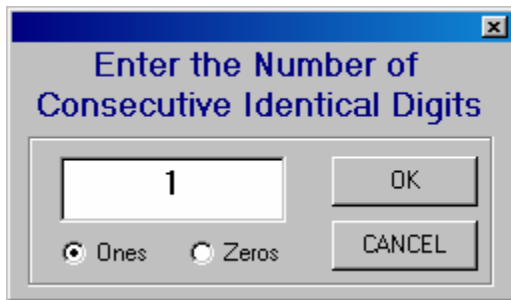 Enter the Number of
Consecutive Identical Digits
1
OK
Ones
Zeros
CANCEL